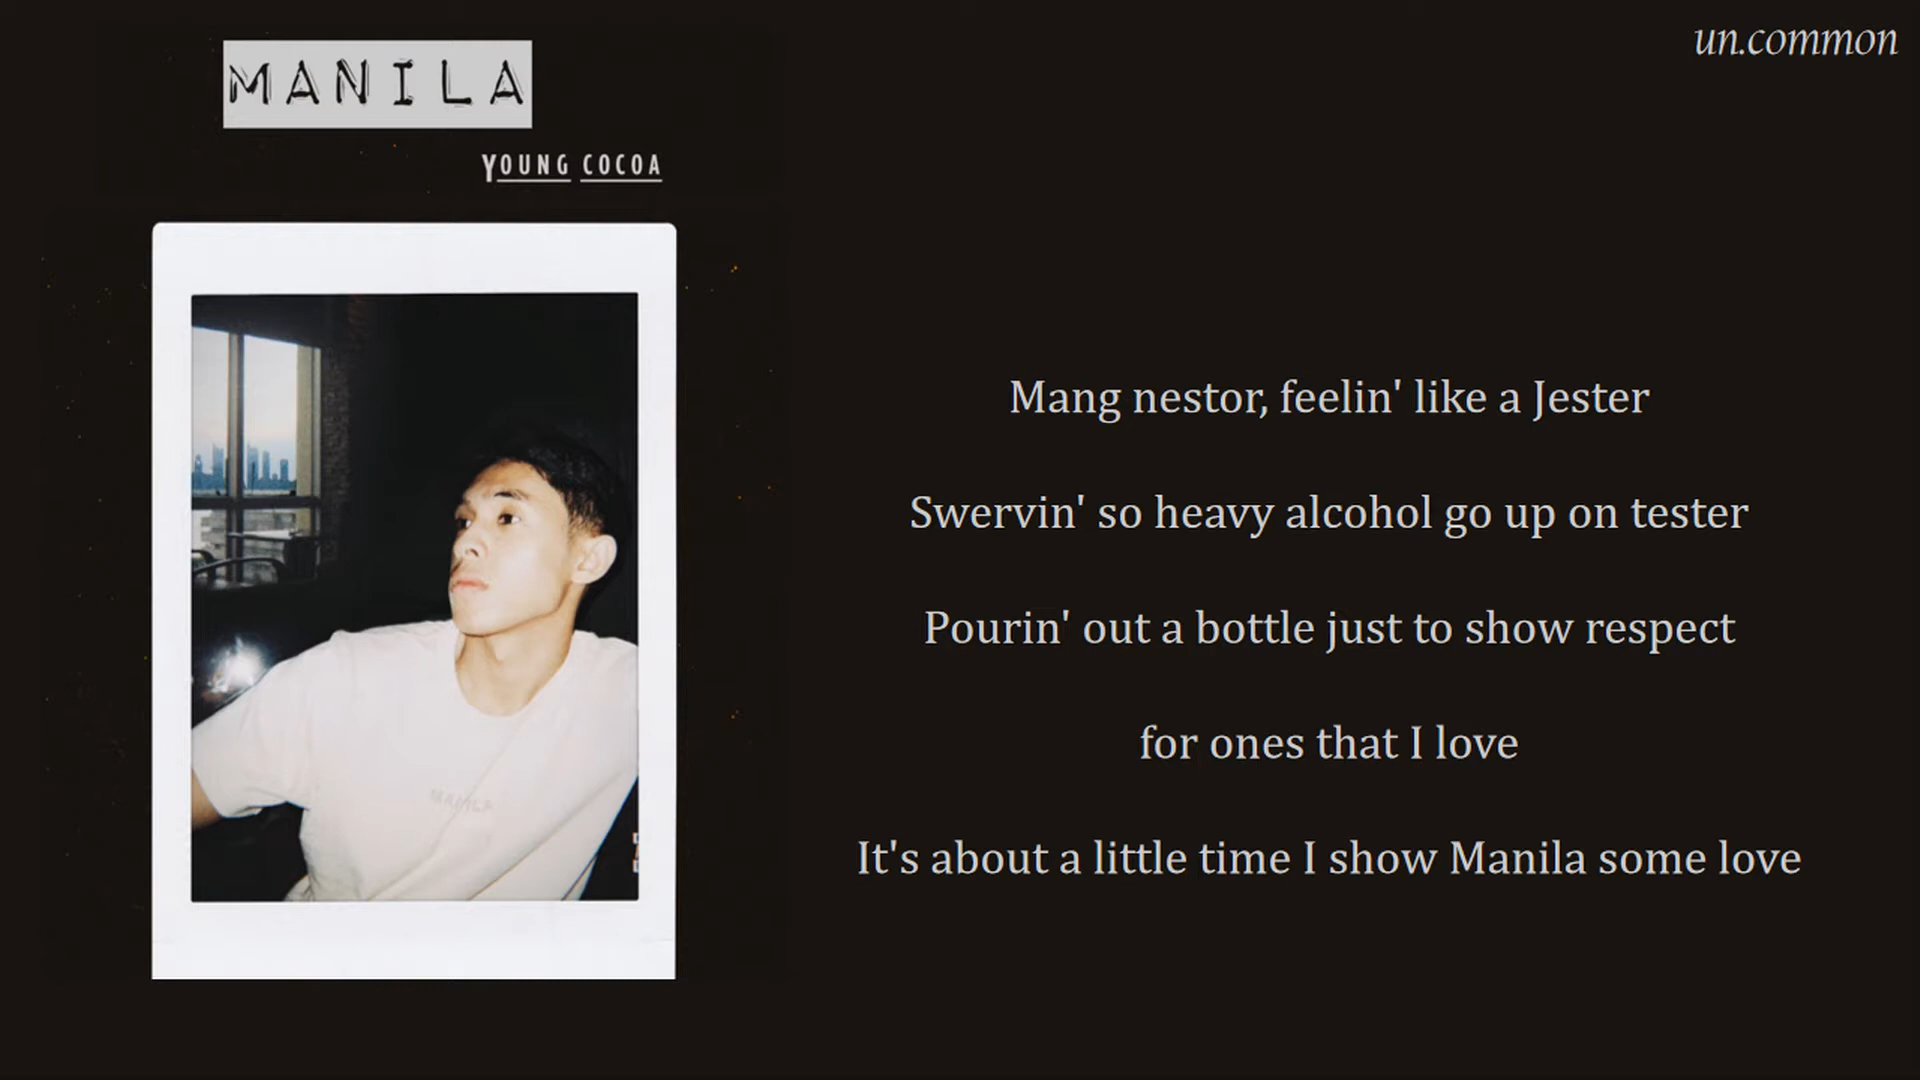 MANILA
YOUNG COCOA
un.common
MANILA
Mang nestor, feelin' like a Jester
Swervin' so heavy alcohol go up on tester
Pourin' out a bottle just to show respect
for ones that I love
It's about a little time I show Manila some love